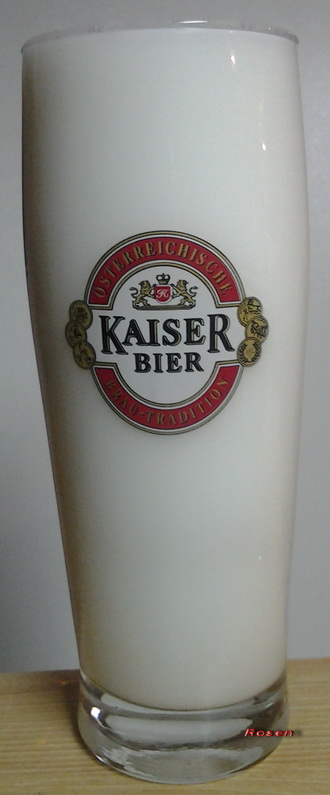 ÖSTERREICHISCHE
K
KAISER
BIER
BRAU-TRADITION
Rosen